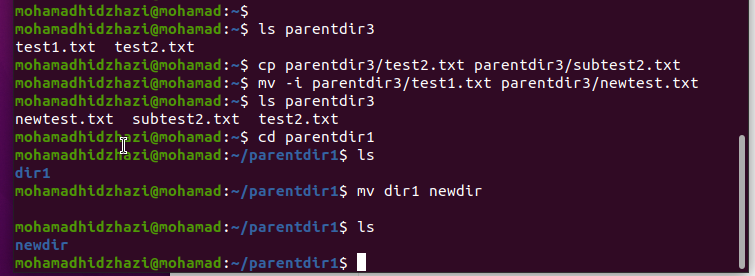 mohamadhidzhazi@mohamad:~$
mohamadhidzhazi@mohamad:~$ ls parentdir3
test1.txt  test2.txt
mohamadhidzhazi@mohamad:~$ cp parentdir3/test2.txt parentdir3/subtest2.txt
mohamadhidzhazi@mohamad:~$ mv -i parentdir3/test1.txt parentdir3/newtest.txt
mohamadhidzhazi@mohamad:~$ ls parentdir3
newtest.txt  subtest2.txt  test2.txt
mohamadhidzhazi@mohamad:~$ cd parentdir1
mohamadhidzhazi@mohamad:~/parentdir1$ ls
dir1
mohamadhidzhazi@mohamad:~/parentdir1$ mv dir1 newdir
mohamadhidzhazi@mohamad:~/parentdir1$ ls
newdir
mohamadhidzhazi@mohamad:~/parentdir1$